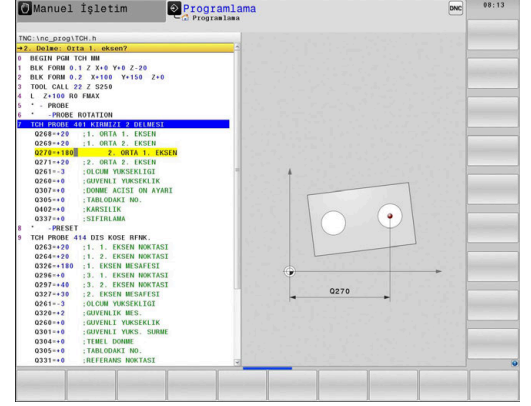 Manuel İşletim
Programlama
Programlama
DNC
08:13
TNC:\nc_prog\TCH.h
→2. Delme: Orta 1. eksen?
0 BEGIN PGM TCH MM
1 BLK FORM 0.1 Z X+0 Y+0 Z-20
2 BLK FORM 0.2 X+100 Y+150 Z+0
3 TOOL CALL 22 Z S250
4 L Z+100 R0 FMAX
5 * - PROBE
6 * -PROBE ROTATION
7 TCH PROBE 401 KIRMIZI 2 DELMESI
Q268=+20 ;1. ORTA 1. EKSEN
Q269=+20 ;1. ORTA 2. EKSEN
Q270=+180 2. ORTA 1. EKSEN
Q271=+20 ;2. ORTA 2. EKSEN
Q261=-3 ;OLCUM YUKSEKLIGI
Q260=+0 ;GUVENLI YUKSEKLIK
Q307=+0 ;DONME ACISI ON AYARI
Q305=+0 ;TABLODAKI NO.
Q402=+0 ;KARSILIK
Q337=+0 ;SIFIRLAMA
8 * -PRESET
9 TCH PROBE 414 DIS KOSE RFNK.
Q263=+20 ;1. 1. EKSEN NOKTASI
Q264=+20 ;1. 2. EKSEN NOKTASI
Q326=+180 ;1. EKSEN MESAFESI
Q296=+0 ;3. 1. EKSEN NOKTASI
Q297=+40 ;3. 2. EKSEN NOKTASI
Q327=+30 ;2. EKSEN MESAFESI
Q261=-3 ;OLCUM YUKSEKLIGI
Q320=+2 ;GUVENLIK MES.
Q260=+0 ;GUVENLI YUKSEKLIK
Q301=+0 ;GUVENLI YUKS. SURME
Q304=+0 ;TEMEL DONME
Q305=+0 ;TABLODAKI NO.
Q331=+0 ;REFERANS NOKTASI
Q270